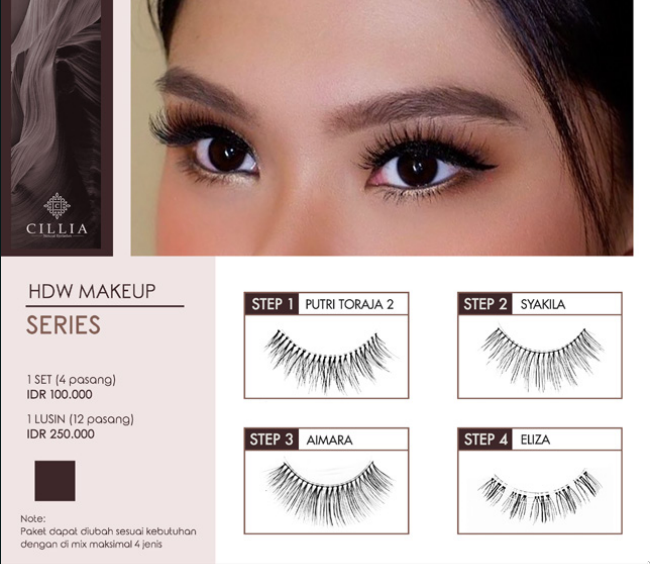 CILLIA
HDW MAKEUP
SERIES
1 SET (4 pasang)
IDR 100.000
1 LUSIN (12 pasang)
IDR 250.000
Note:
Paket dapat diubah sesuai kebutuhan
dengan di mix maksimal 4 jenis
STEP 1 PUTRI TORAJA 2
STEP 2 SYAKILA
STEP 3 AIMARA
STEP 4 ELIZA